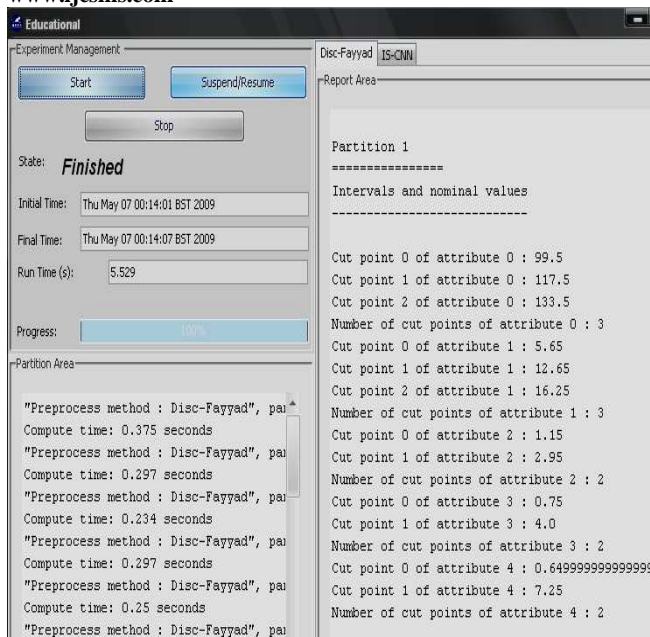 Educational
Experiment Management
Start
Suspend/Resume
Stop
State: Finished
Initial Time: Thu May 07 00:14:01 BST 2009
Final Time: Thu May 07 00:14:07 BST 2009
Run Time (s): 5.529
Progress: 100%
Partition Area
"Preprocess method : Disc-Fayyad", par
Compute time: 0.375 seconds
"Preprocess method : Disc-Fayyad", par
Compute time: 0.297 seconds
"Preprocess method : Disc-Fayyad", par
Compute time: 0.234 seconds
"Preprocess method : Disc-Fayyad", par
Compute time: 0.297 seconds
"Preprocess method : Disc-Fayyad", par
Compute time: 0.25 seconds
"Preprocess method : Disc-Fayyad", par
Disc-Fayyad IS-CNN
Report Area
Partition 1
================
Intervals and nominal values
----------------------------
Cut point 0 of attribute 0 : 99.5
Cut point 1 of attribute 0 : 117.5
Cut point 2 of attribute 0 : 133.5
Number of cut points of attribute 0 : 3
Cut point 0 of attribute 1 : 5.65
Cut point 1 of attribute 1 : 12.65
Cut point 2 of attribute 1 : 16.25
Number of cut points of attribute 1 : 3
Cut point 0 of attribute 2 : 1.15
Cut point 1 of attribute 2 : 2.95
Number of cut points of attribute 2 : 2
Cut point 0 of attribute 3 : 0.75
Cut point 1 of attribute 3 : 4.0
Number of cut points of attribute 3 : 2
Cut point 0 of attribute 4 : 0.649999999999999
Cut point 1 of attribute 4 : 7.25
Number of cut points of attribute 4 : 2